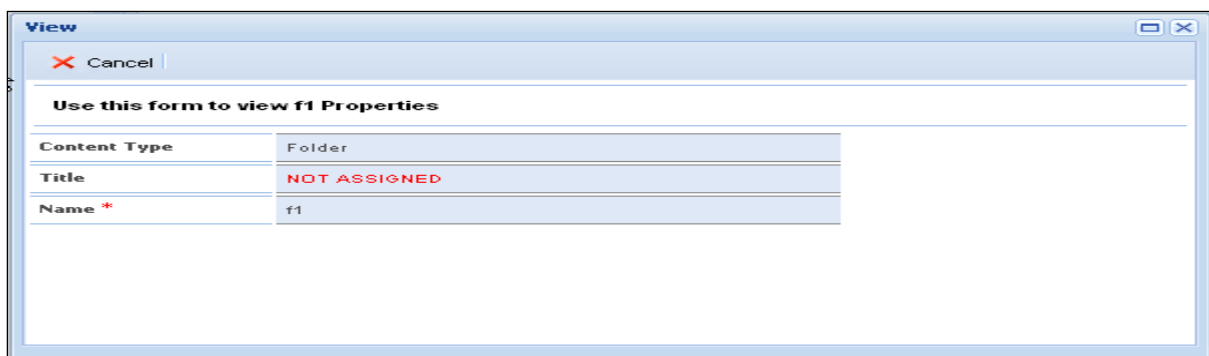 View
Cancel
Use this form to view f1 Properties
Content Type Folder
Title NOT ASSIGNED
Name * f1